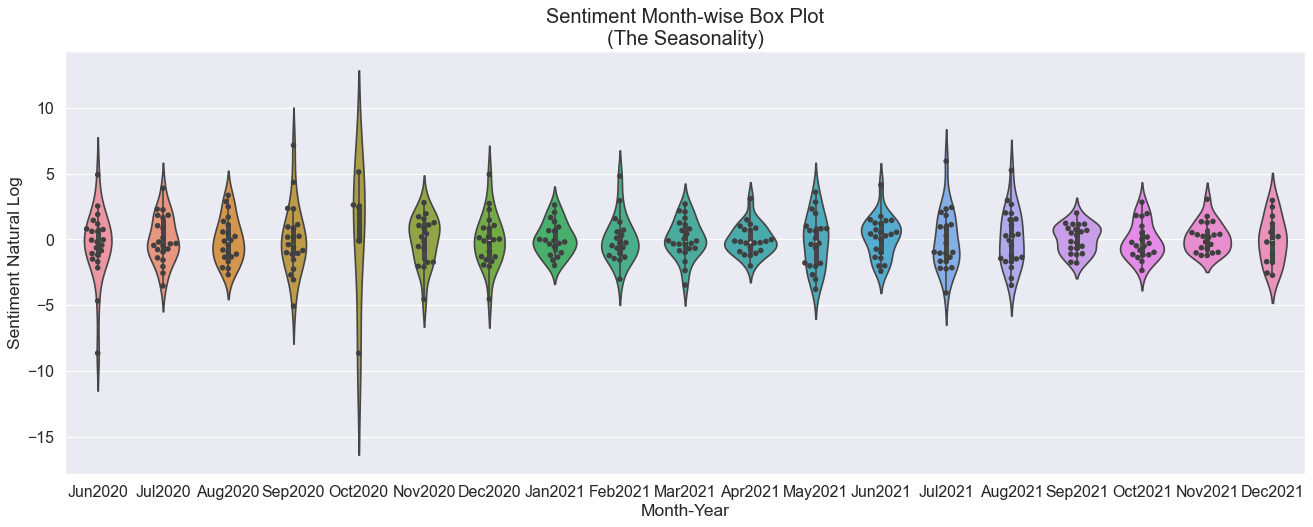 Sentiment Month-wise Box Plot
(The Seasonality)
Sentiment Natural Log
10
5
0
−5
−10
−15
Jun2020 Jul2020 Aug2020 Sep2020 Oct2020 Nov2020 Dec2020 Jan2021 Feb2021 Mar2021 Apr2021 May2021 Jun2021 Jul2021 Aug2021 Sep2021 Oct2021 Nov2021 Dec2021
Month-Year